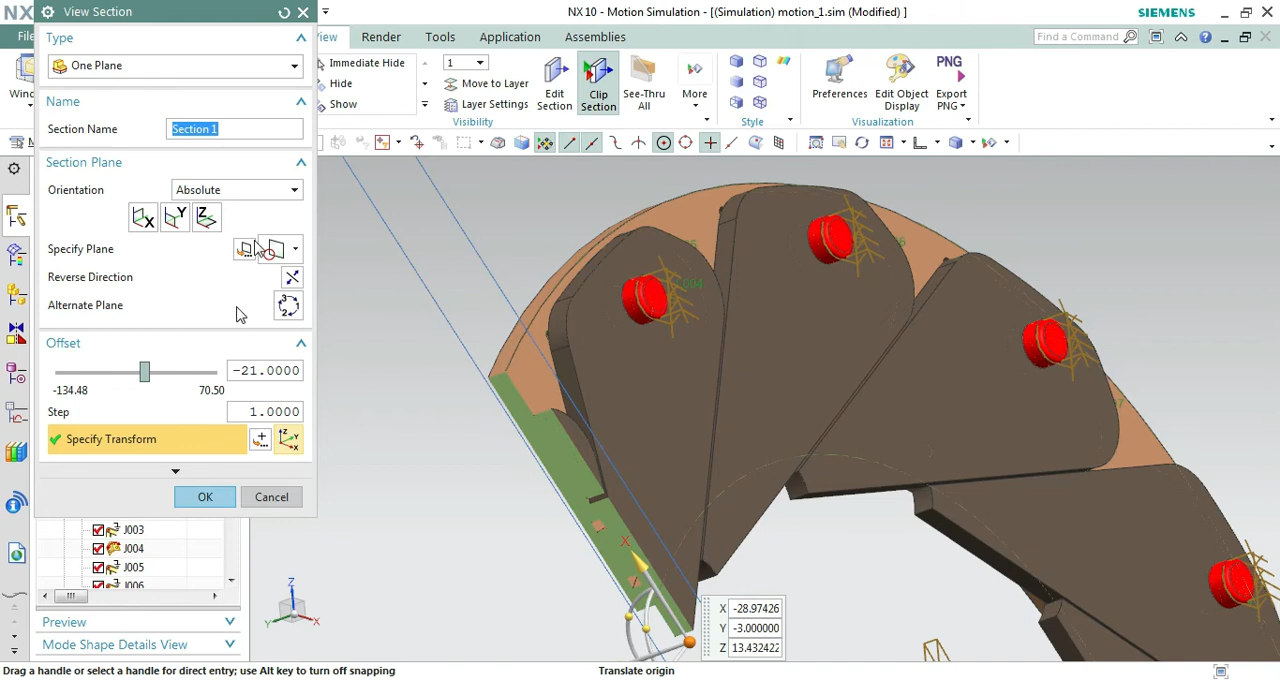 NX
View Section
NX 10 - Motion Simulation - [(Simulation) motion_1.sim (Modified) ]
SIEMENS
View
Render
Tools
Application
Assemblies
Find a Command
Immediate Hide
Hide
Show
1
Move to Layer
Layer Settings
Edit Section
Clip Section
See-Thru All
More
Preferences
Edit Object Display
PNG
Export PNG
Visibility
Style
Visualization
Type
One Plane
Name
Section Name
Section 1
Section Plane
Orientation
Absolute
X
Y
Z
Specify Plane
Reverse Direction
Alternate Plane
Offset
-21.0000
-134.48
70.50
Step
1.0000
Specify Transform
OK
Cancel
J003
J004
J005
J006
Preview
Mode Shape Details View
Z
Y
X
X
X -28.97426
Y -3.000000
Z 13.432422
Drag a handle or select a handle for direct entry; use Alt key to turn off snapping
Translate origin